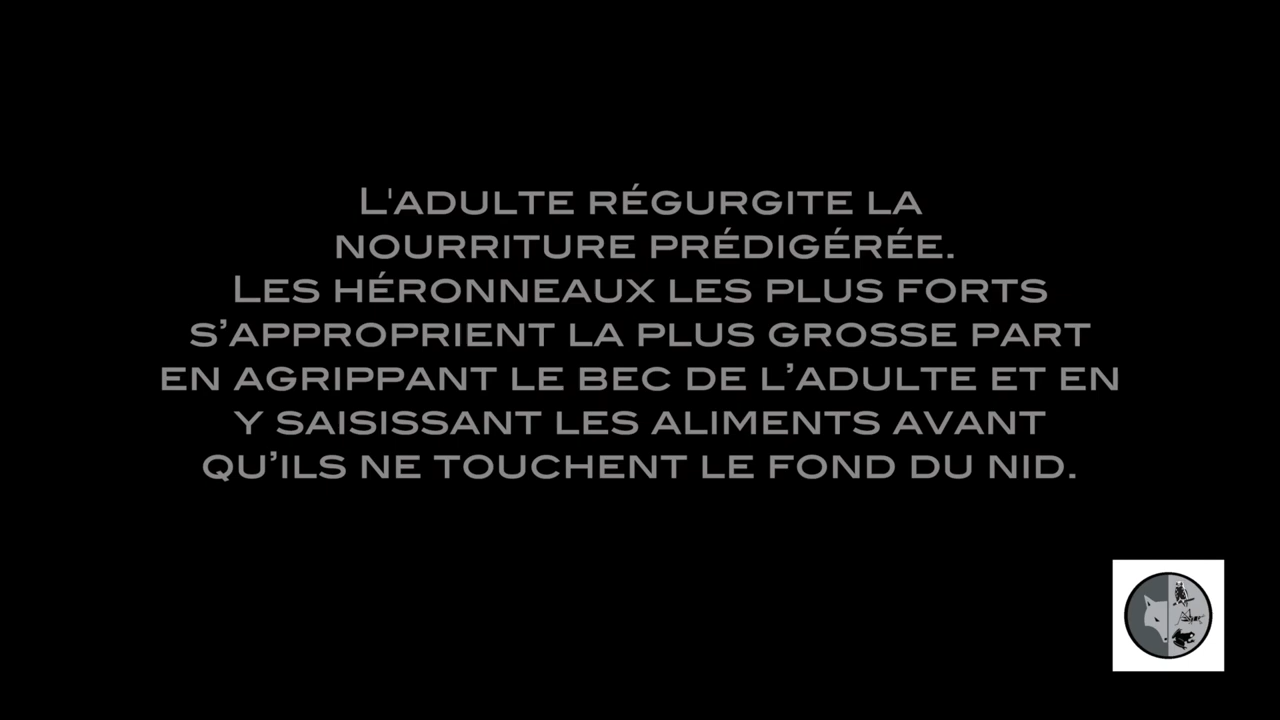 L'adulte régurgite la
nourriture prédigérée.
Les héronneaux les plus forts
s’approprient la plus grosse part
en agrippant le bec de l’adulte et en
y saisissant les aliments avant
qu’ils ne touchent le fond du nid.